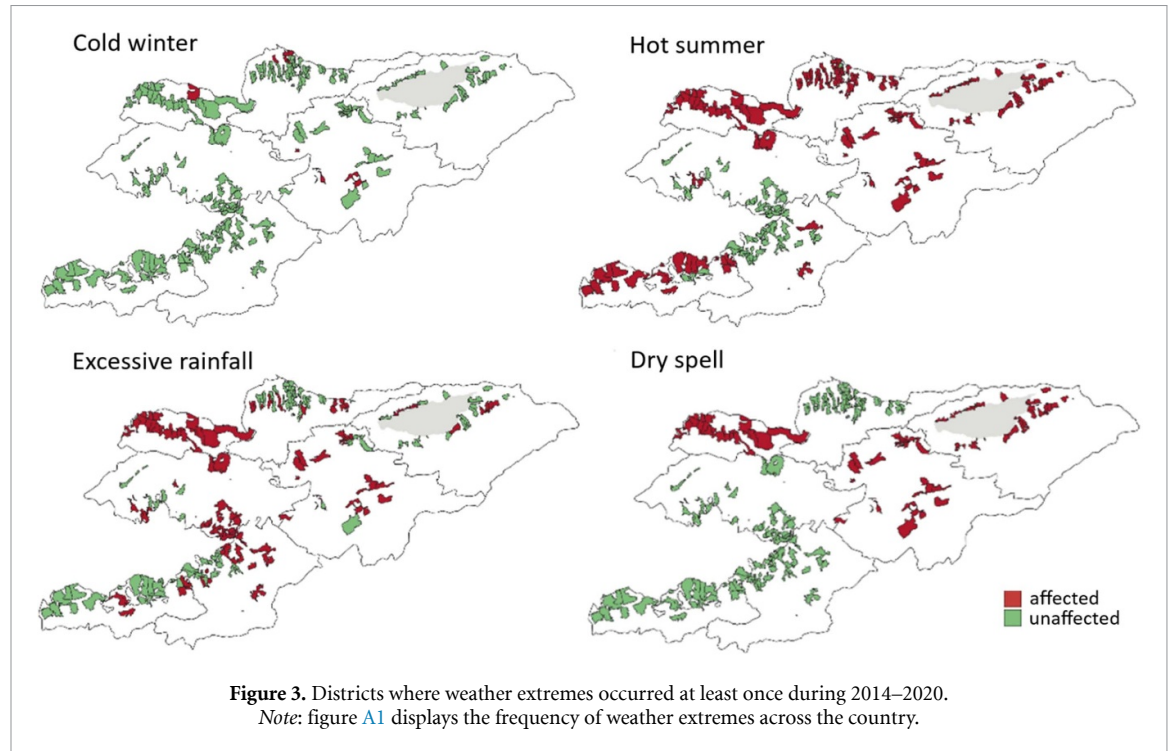 Cold winter
Hot summer
Excessive rainfall
Dry spell
affected
unaffected
Figure 3. Districts where weather extremes occurred at least once during 2014–2020.
Note: figure A1 displays the frequency of weather extremes across the country.